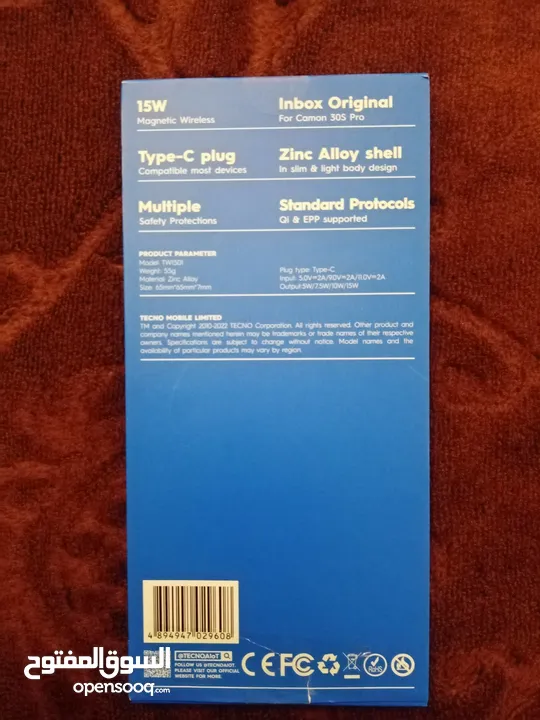 15W
Magnetic Wireless
Inbox Original
For Camon 30S Pro
Type-C plug
Compatible most devices
Zinc Alloy shell
In slim & light body design
Multiple
Safety Protections
Standard Protocols
Qi & EPP supported
PRODUCT PARAMETER
Weight: 55g
Material: Zinc Alloy
Size: 65mm*65mm*7mm
Plug type: Type-C
Input: 5.0V=2A/9.0V=2A/11.0V=2A
Output:5W/7.5W/10W/15W
TECNO MOBILE LIMITED
TM and Copyright 2010-2022 TECNO Corporation. All rights reserved. Other product and
company names mentioned herein may be trademarks or trade names of their respective
owners. Specifications are subject to change without notice. Model names and the
availability of particular products may vary by region.
4 894947 029608
@TECNOAIoT
FOLLOW US @TECNOAIOT.
PLEASE VISIT OUR OFFICIAL
WEBSITE FOR MORE.
CE FC
RoHS
السوق المفتوح
opensooq.com